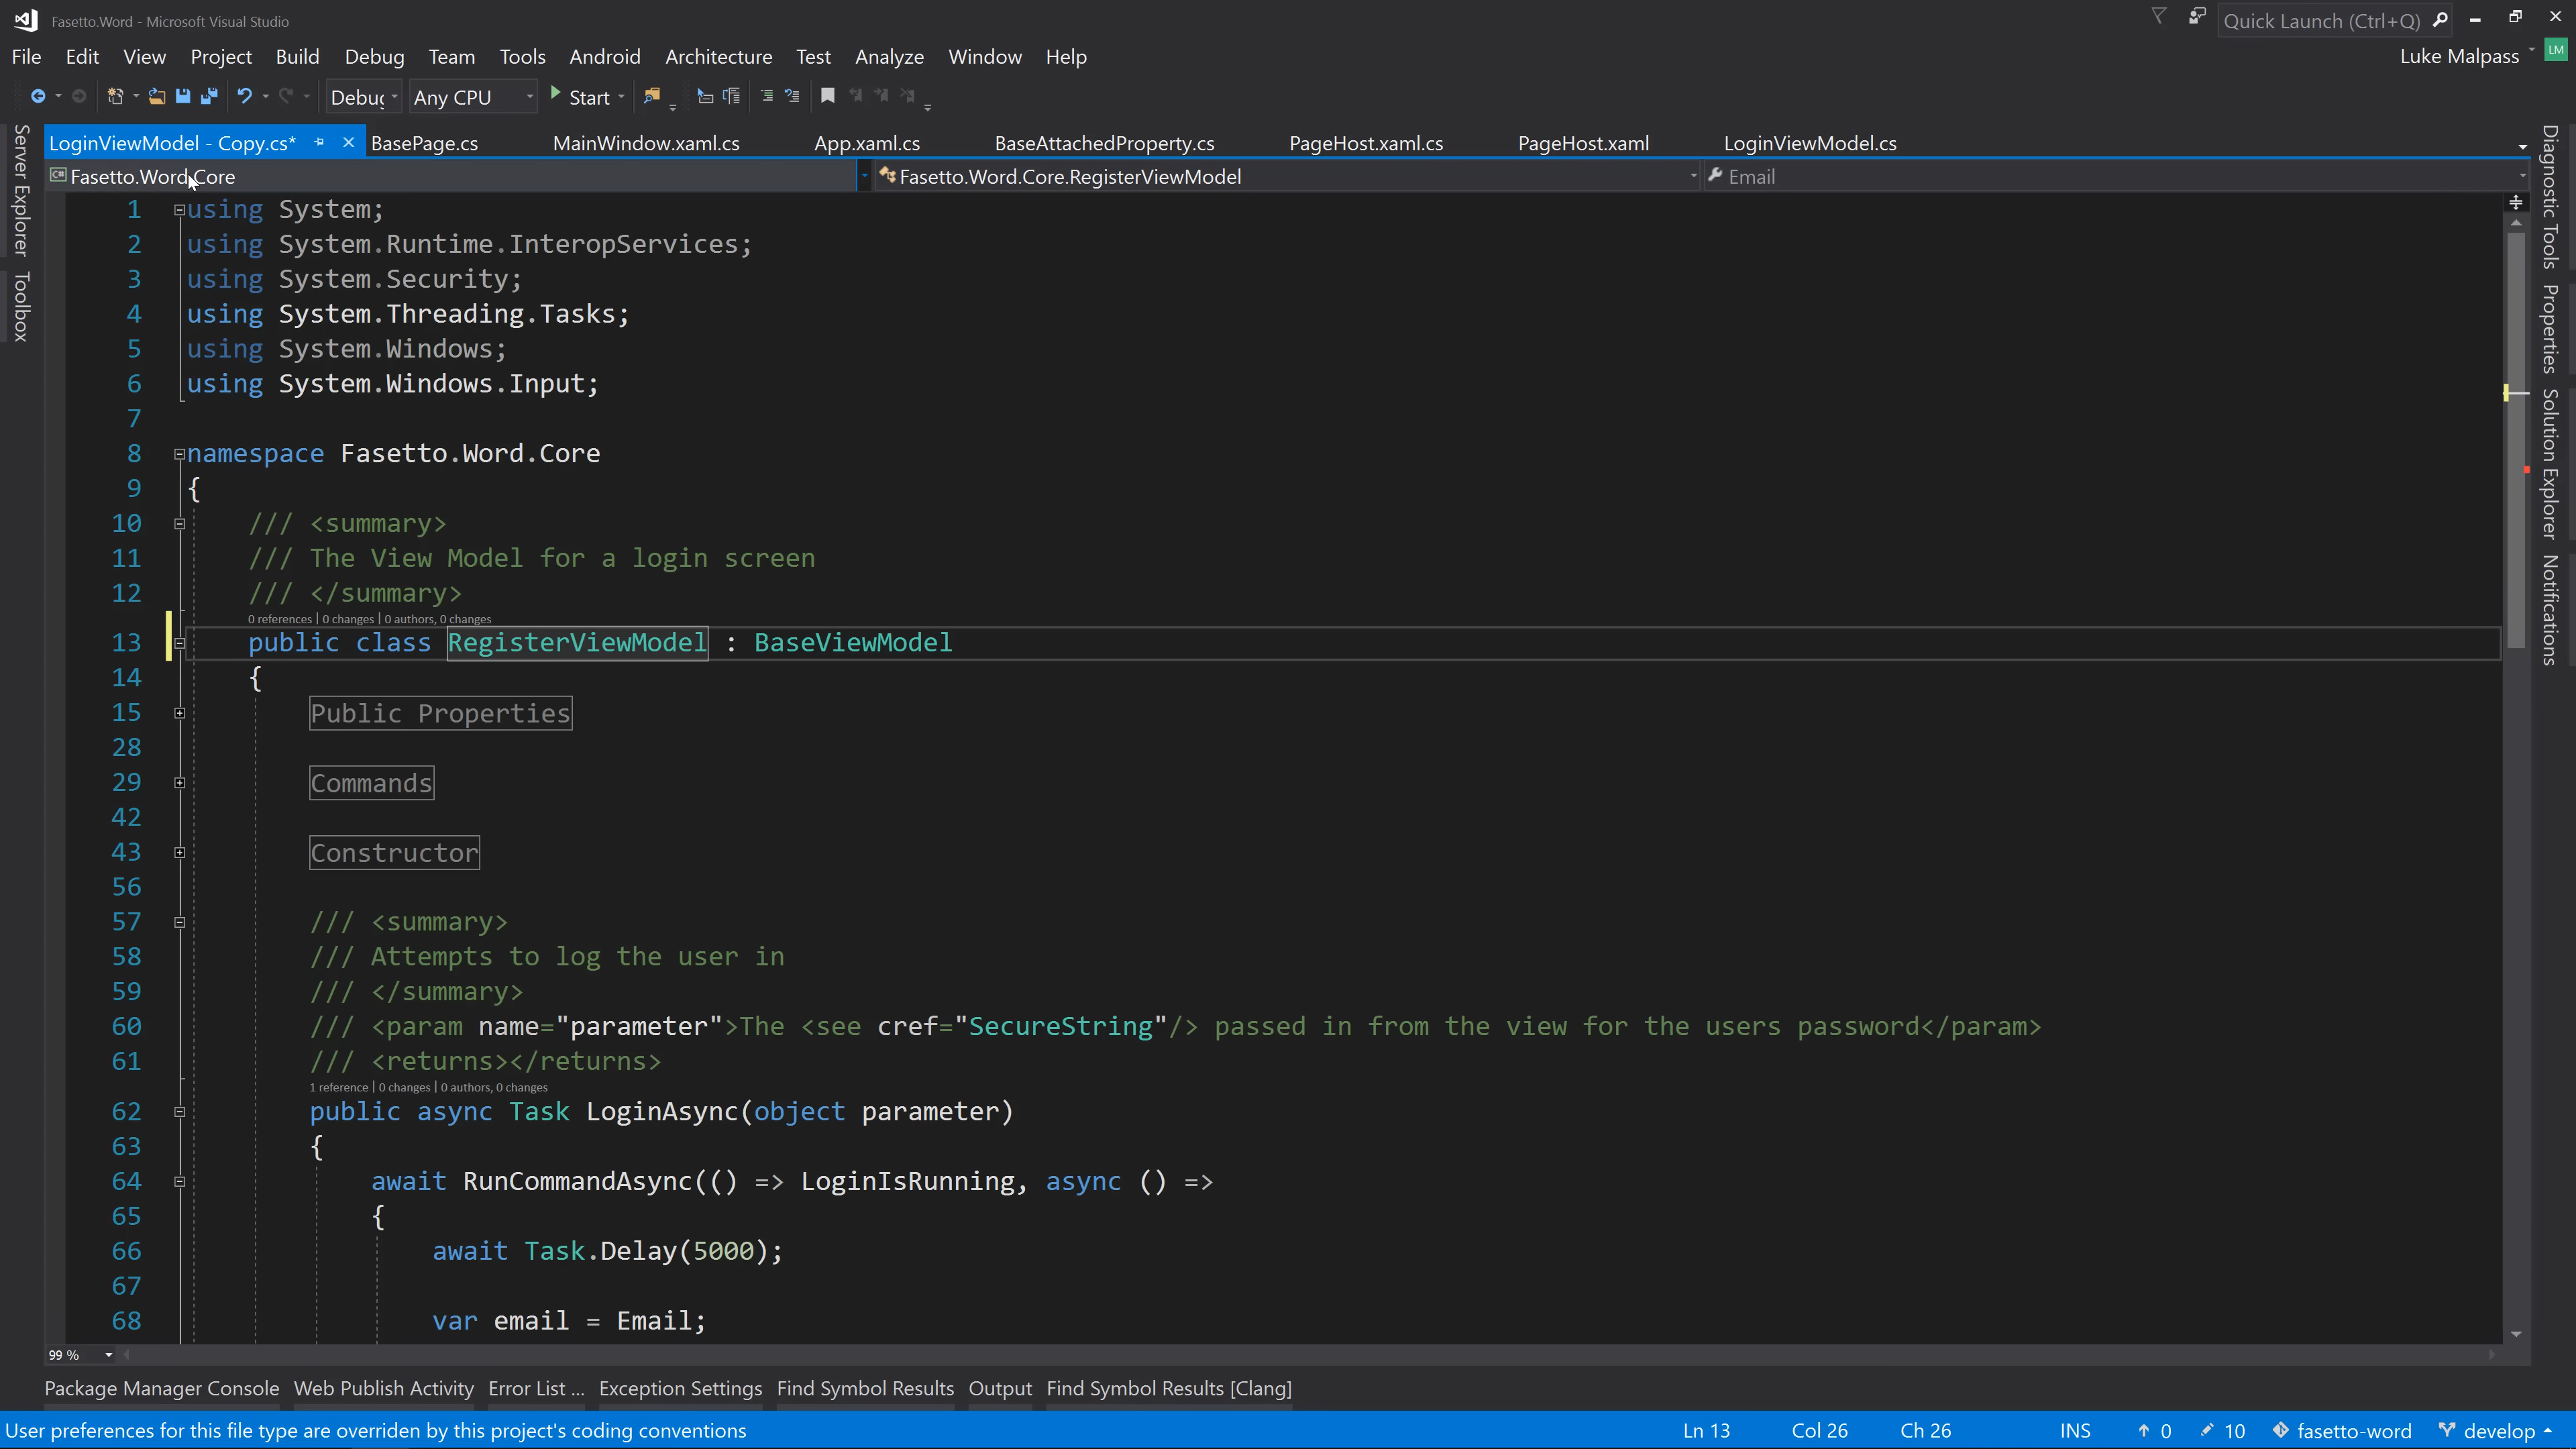 Fasetto.Word - Microsoft Visual Studio
Quick Launch (Ctrl+Q)
File Edit View Project Build Debug Team Tools Android Architecture Test Analyze Window Help
Luke Malpass LM
Debug Any CPU Start
LoginViewModel - Copy.cs* BasePage.cs MainWindow.xaml.cs App.xaml.cs BaseAttachedProperty.cs PageHost.xaml.cs PageHost.xaml LoginViewModel.cs
C# Fasetto.Word.Core Fasetto.Word.Core.RegisterViewModel Email
Server Explorer
Toolbox
1 using System;
2 using System.Runtime.InteropServices;
3 using System.Security;
4 using System.Threading.Tasks;
5 using System.Windows;
6 using System.Windows.Input;
7
8 namespace Fasetto.Word.Core
9 {
10 /// <summary>
11 /// The View Model for a login screen
12 /// </summary>
0 references | 0 changes | 0 authors, 0 changes
13 public class RegisterViewModel : BaseViewModel
14 {
15 Public Properties
28
29 Commands
42
43 Constructor
56
57 /// <summary>
58 /// Attempts to log the user in
59 /// </summary>
60 /// <param name="parameter">The <see cref="SecureString"/> passed in from the view for the users password</param>
61 /// <returns></returns>
1 reference | 0 changes | 0 authors, 0 changes
62 public async Task LoginAsync(object parameter)
63 {
64 await RunCommandAsync(() => LoginIsRunning, async () =>
65 {
66 await Task.Delay(5000);
67
68 var email = Email;
Diagnostic Tools
Properties
Solution Explorer
Notifications
99 %
Package Manager Console Web Publish Activity Error List ... Exception Settings Find Symbol Results Output Find Symbol Results [Clang]
User preferences for this file type are overriden by this project's coding conventions Ln 13 Col 26 Ch 26 INS 0 10 fasetto-word develop